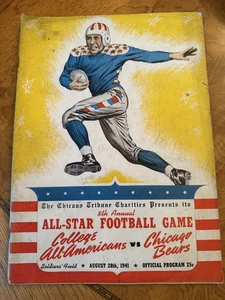 The Chicago Tribune Charities Presents its
8th Annual
ALL-STAR FOOTBALL GAME
College All-Americans vs Chicago Bears
Soldiers' Field ★ AUGUST 28th, 1941 ★ OFFICIAL PROGRAM 25c